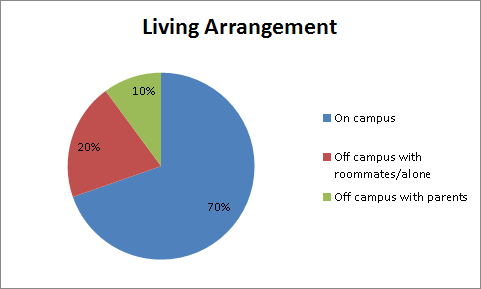 Living Arrangement
10%
20%
70%
On campus
Off campus with
roommates/alone
Off campus with parents